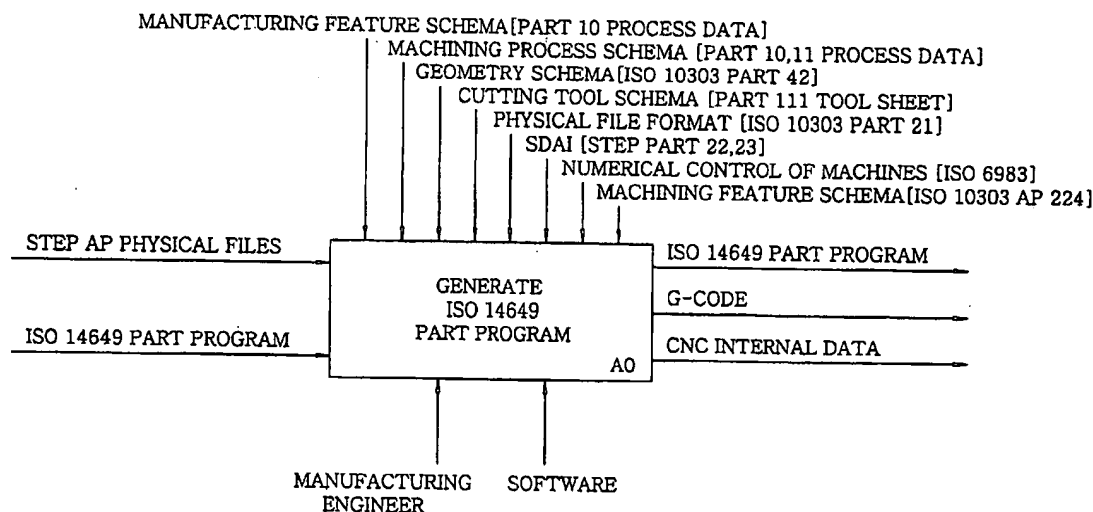 MANUFACTURING FEATURE SCHEMA[PART 10 PROCESS DATA]
MACHINING PROCESS SCHEMA [PART 10,11 PROCESS DATA]
GEOMETRY SCHEMA[ISO 10303 PART 42]
CUTTING TOOL SCHEMA [PART 111 TOOL SHEET]
PHYSICAL FILE FORMAT [ISO 10303 PART 21]
SDAI [STEP PART 22,23]
NUMERICAL CONTROL OF MACHINES [ISO 6983]
MACHINING FEATURE SCHEMA[ISO 10303 AP 224]
STEP AP PHYSICAL FILES
ISO 14649 PART PROGRAM
GENERATE
ISO 14649
PART PROGRAM
A0
ISO 14649 PART PROGRAM
G-CODE
CNC INTERNAL DATA
MANUFACTURING
ENGINEER
SOFTWARE